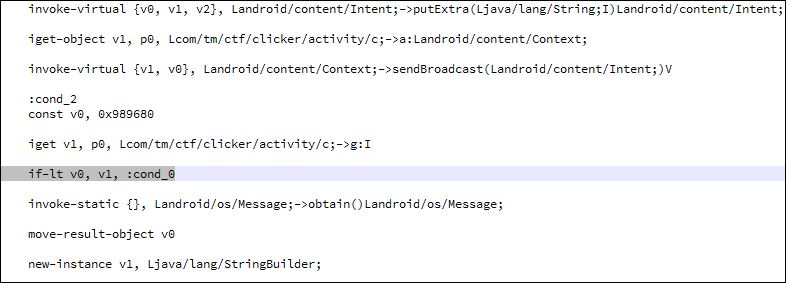 invoke-virtual {v0, v1, v2}, Landroid/content/Intent;->putExtra(Ljava/lang/String;I)Landroid/content/Intent;
iget-object v1, p0, Lcom/tm/ctf/clicker/activity/c;->a:Landroid/content/Context;
invoke-virtual {v1, v0}, Landroid/content/Context;->sendBroadcast(Landroid/content/Intent;)V
:cond_2
const v0, 0x989680
iget v1, p0, Lcom/tm/ctf/clicker/activity/c;->g:I
if-lt v0, v1, :cond_0
invoke-static {}, Landroid/os/Message;->obtain()Landroid/os/Message;
move-result-object v0
new-instance v1, Ljava/lang/StringBuilder;